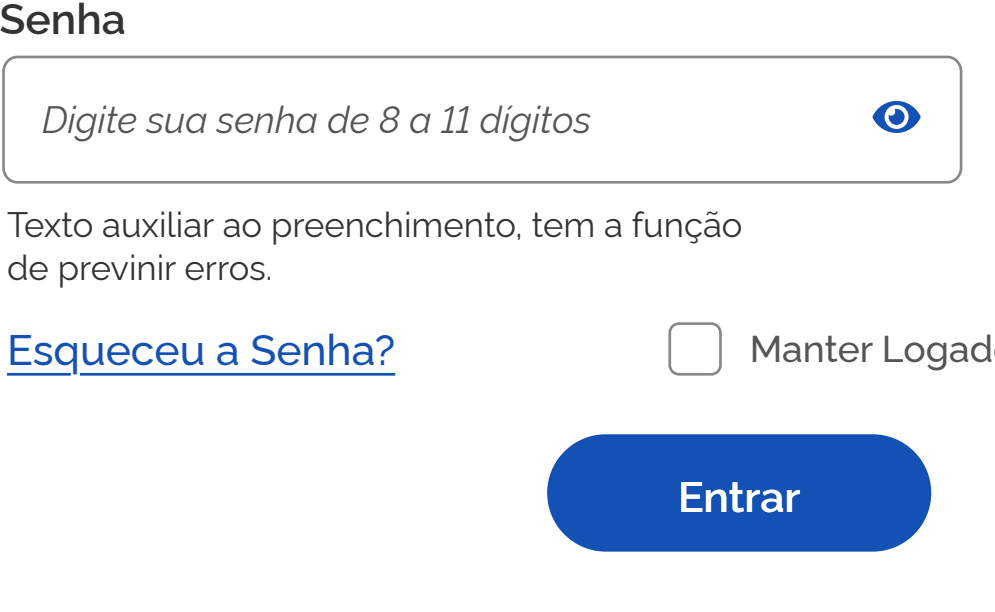 Senha
Digite sua senha de 8 a 11 dígitos
Texto auxiliar ao preenchimento, tem a função
de previnir erros.
Esqueceu a Senha?
Manter Logado
Entrar